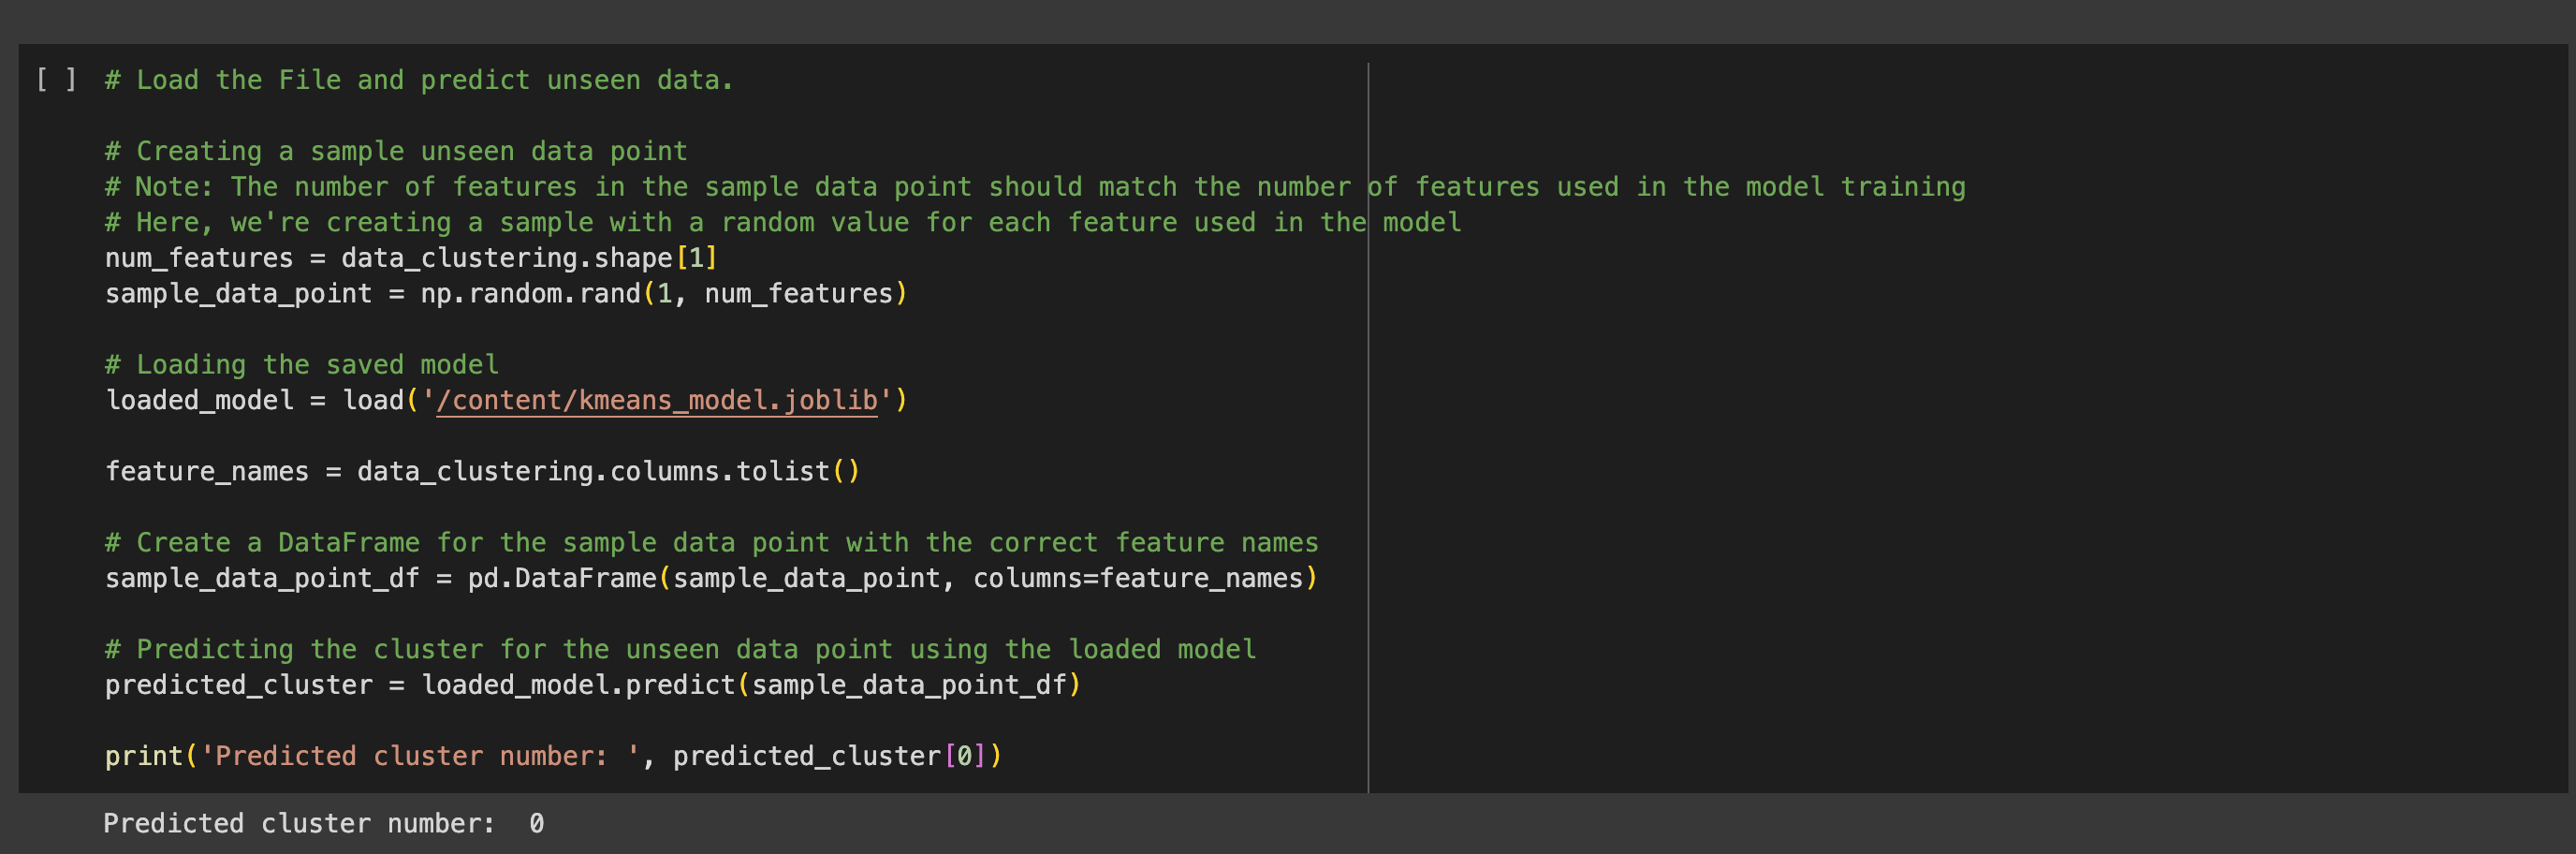 [ ] # Load the File and predict unseen data.
# Creating a sample unseen data point
# Note: The number of features in the sample data point should match the number of features used in the model training
# Here, we're creating a sample with a random value for each feature used in the model
num_features = data_clustering.shape[1]
sample_data_point = np.random.rand(1, num_features)
# Loading the saved model
loaded_model = load('/content/kmeans_model.joblib')
feature_names = data_clustering.columns.tolist()
# Create a DataFrame for the sample data point with the correct feature names
sample_data_point_df = pd.DataFrame(sample_data_point, columns=feature_names)
# Predicting the cluster for the unseen data point using the loaded model
predicted_cluster = loaded_model.predict(sample_data_point_df)
print('Predicted cluster number: ', predicted_cluster[0])
Predicted cluster number:  0